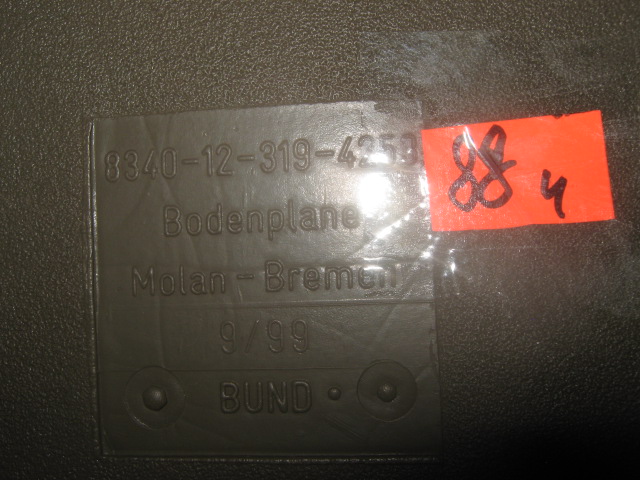 8340-12-319-4253
Bodenplane
Molan-Bremen
9/99
BUND
88 4